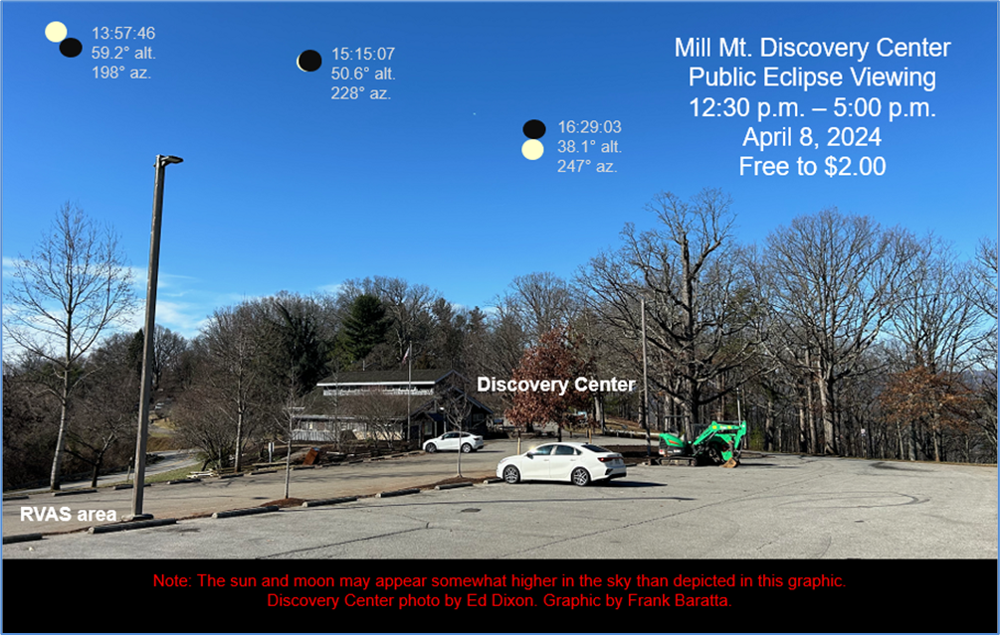 13:57:46
59.2° alt.
198° az.
15:15:07
50.6° alt.
228° az.
16:29:03
38.1° alt.
247° az.
Mill Mt. Discovery Center
Public Eclipse Viewing
12:30 p.m. – 5:00 p.m.
April 8, 2024
Free to $2.00
Discovery Center
RVAS area
Note: The sun and moon may appear somewhat higher in the sky than depicted in this graphic.
Discovery Center photo by Ed Dixon. Graphic by Frank Baratta.